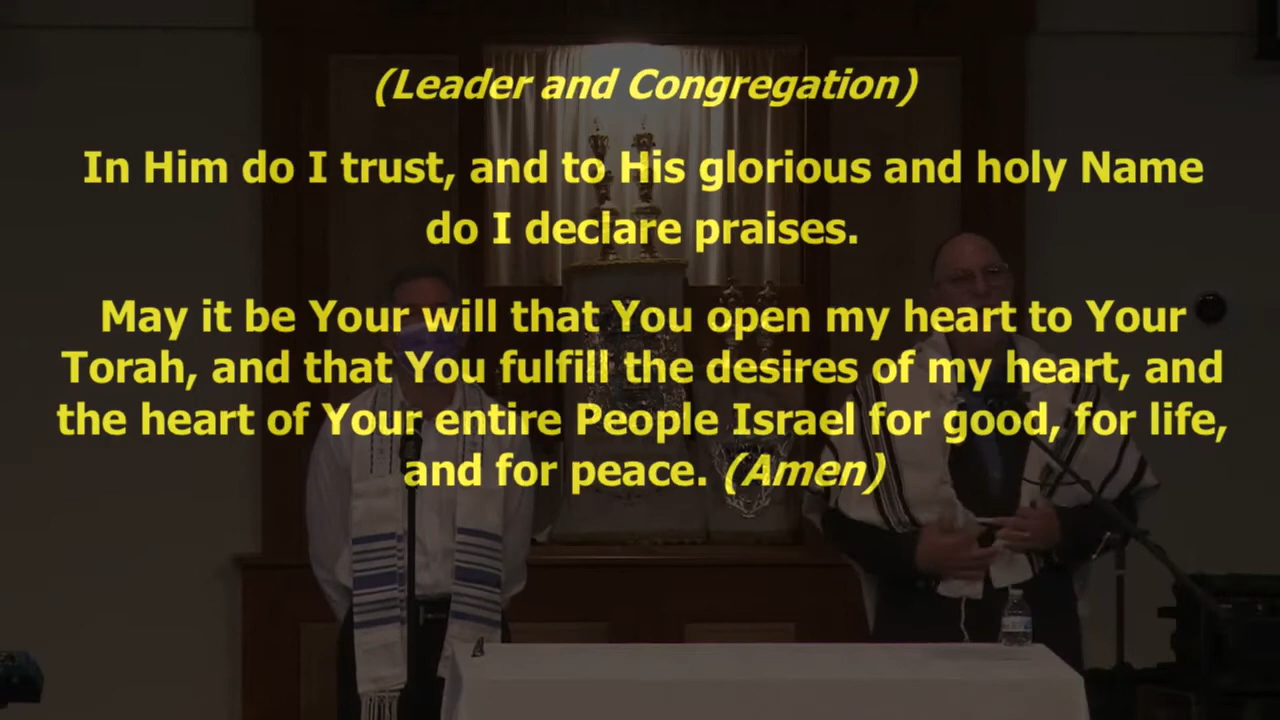 (Leader and Congregation)
In Him do I trust, and to His glorious and holy Name
do I declare praises.
May it be Your will that You open my heart to Your
Torah, and that You fulfill the desires of my heart, and
the heart of Your entire People Israel for good, for life,
and for peace. (Amen)